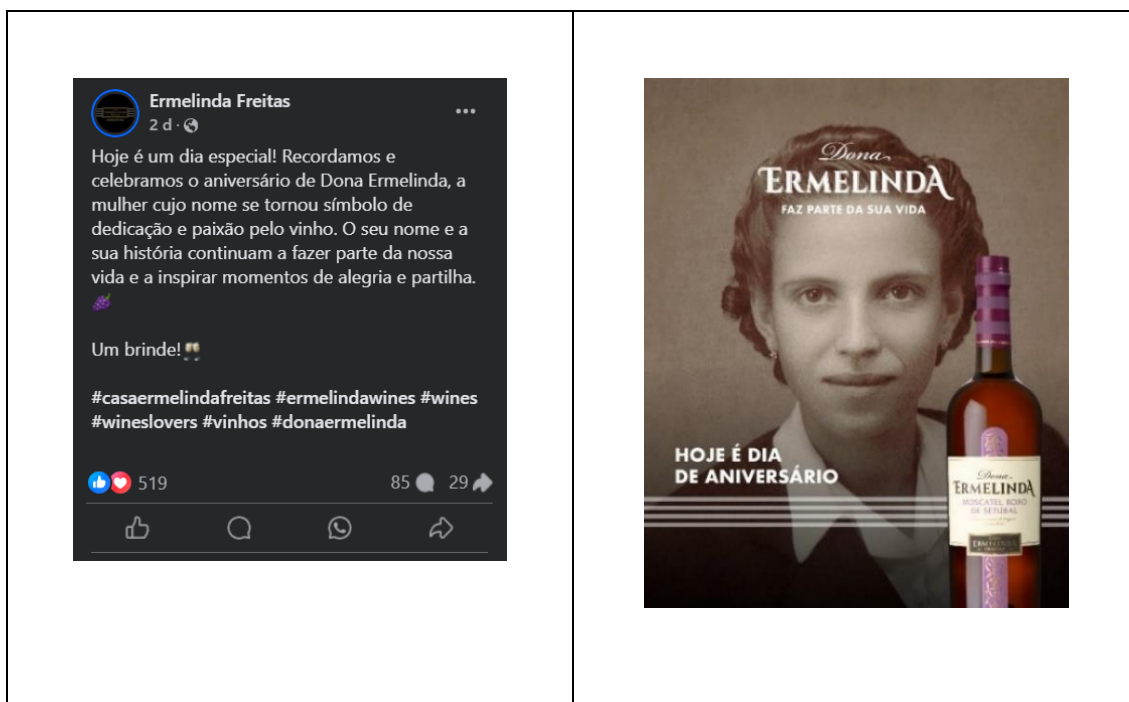 Ermelinda Freitas
2 d
Hoje é um dia especial! Recordamos e
celebramos o aniversário de Dona Ermelinda, a
mulher cujo nome se tornou símbolo de
dedicação e paixão pelo vinho. O seu nome e a
sua história continuam a fazer parte da nossa
vida e a inspirar momentos de alegria e partilha.
🍇
Um brinde!🥂
#casaermelindafreitas #ermelindawines #wines
#wineslovers #vinhos #donaermelinda
519
85 29
Dona
ERMELINDA
FAZ PARTE DA SUA VIDA
HOJE É DIA
DE ANIVERSÁRIO
Dona
ERMELINDA
MOSCATEL ROXO
DE SETÚBAL
ERMELINDA